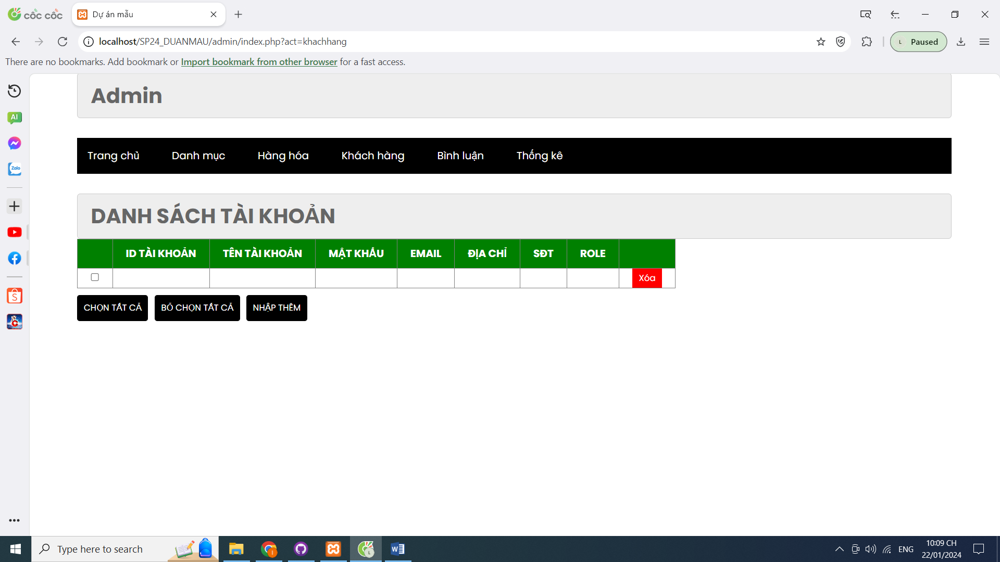 cốc cốc
Dự án mẫu
localhost/SP24_DUANMAU/admin/index.php?act=khachhang
L Paused
There are no bookmarks. Add bookmark or Import bookmark from other browser for a fast access.
AI
Zalo
Admin
Trang chủ Danh mục Hàng hóa Khách hàng Bình luận Thống kê
DANH SÁCH TÀI KHOẢN
ID TÀI KHOẢN TÊN TÀI KHOẢN MẬT KHẨU EMAIL ĐỊA CHỈ SĐT ROLE
Xóa
CHỌN TẤT CẢ BỎ CHỌN TẤT CẢ NHẬP THÊM
Type here to search
ENG
10:09 CH
22/01/2024